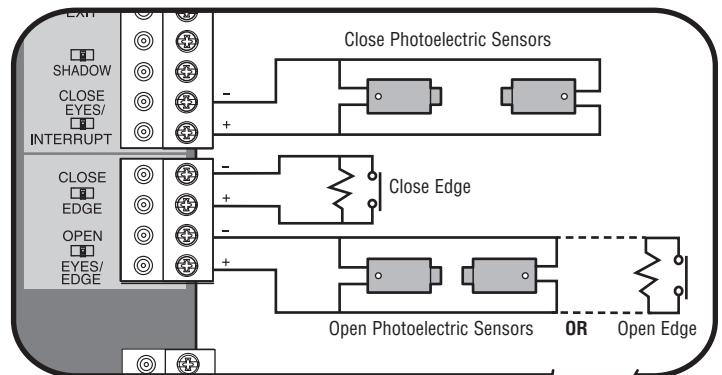 EXIT
SHADOW
CLOSE
EYES/
INTERRUPT
CLOSE
EDGE
OPEN
EYES/
EDGE
-
+
-
+
-
+
Close Photoelectric Sensors
Close Edge
Open Photoelectric Sensors OR Open Edge